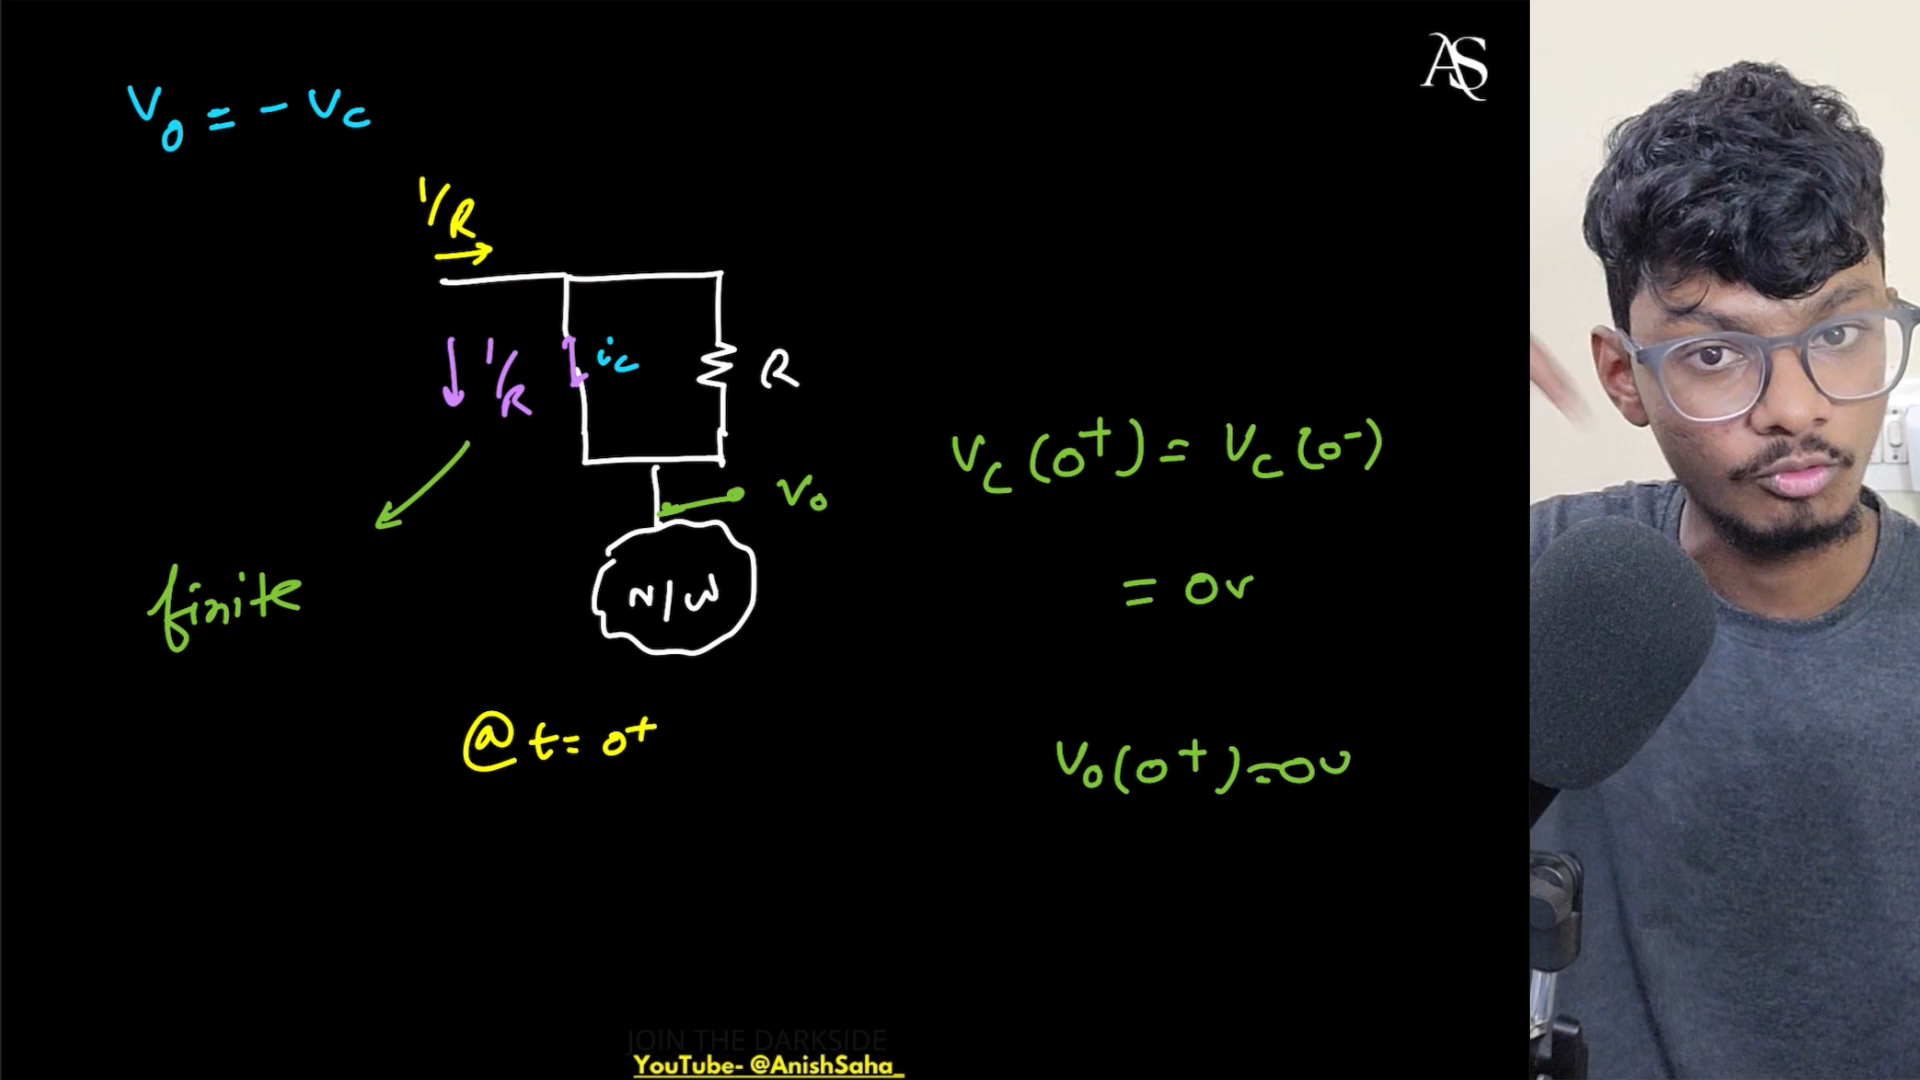 AS
V₀ = - Vc
1/R
1/R
ic
R
V₀
Vc(0⁺) = Vc(0⁻)
= 0v
finite
N/W
@ t = 0⁺
V₀(0⁺)=0v
JOIN THE DARKSIDE
YouTube- @AnishSaha_